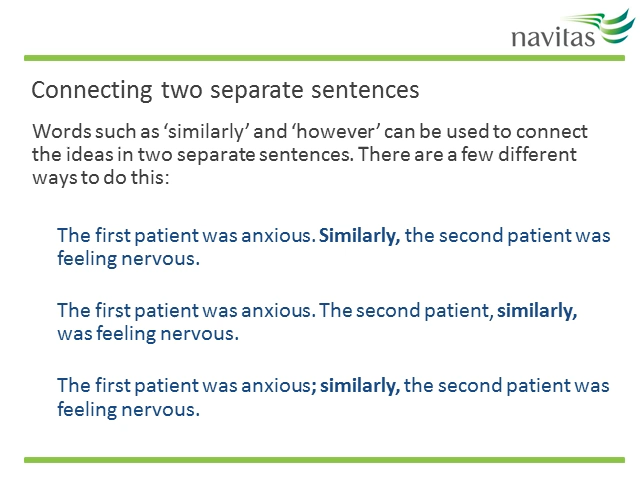 navitas
Connecting two separate sentences
Words such as ‘similarly’ and ‘however’ can be used to connect
the ideas in two separate sentences. There are a few different
ways to do this:
The first patient was anxious. Similarly, the second patient was
feeling nervous.
The first patient was anxious. The second patient, similarly,
was feeling nervous.
The first patient was anxious; similarly, the second patient was
feeling nervous.